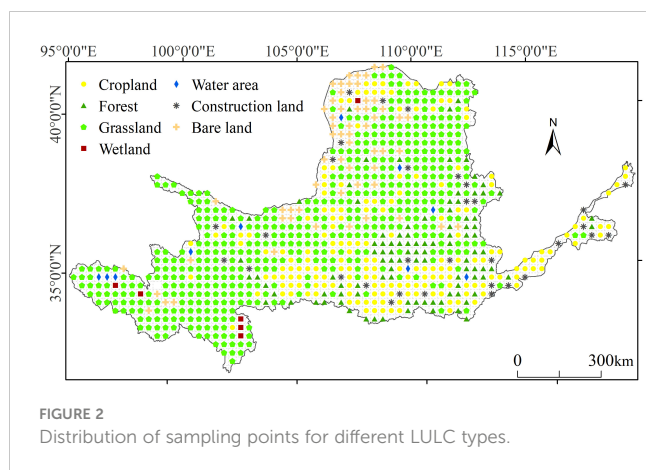 95°0'0"E 100°0'0"E 105°0'0"E 110°0'0"E 115°0'0"E
Cropland Water area
Forest Construction land
Grassland Bare land
Wetland
40°0'0"N
N
35°0'0"N
0 300km
FIGURE 2
Distribution of sampling points for different LULC types.